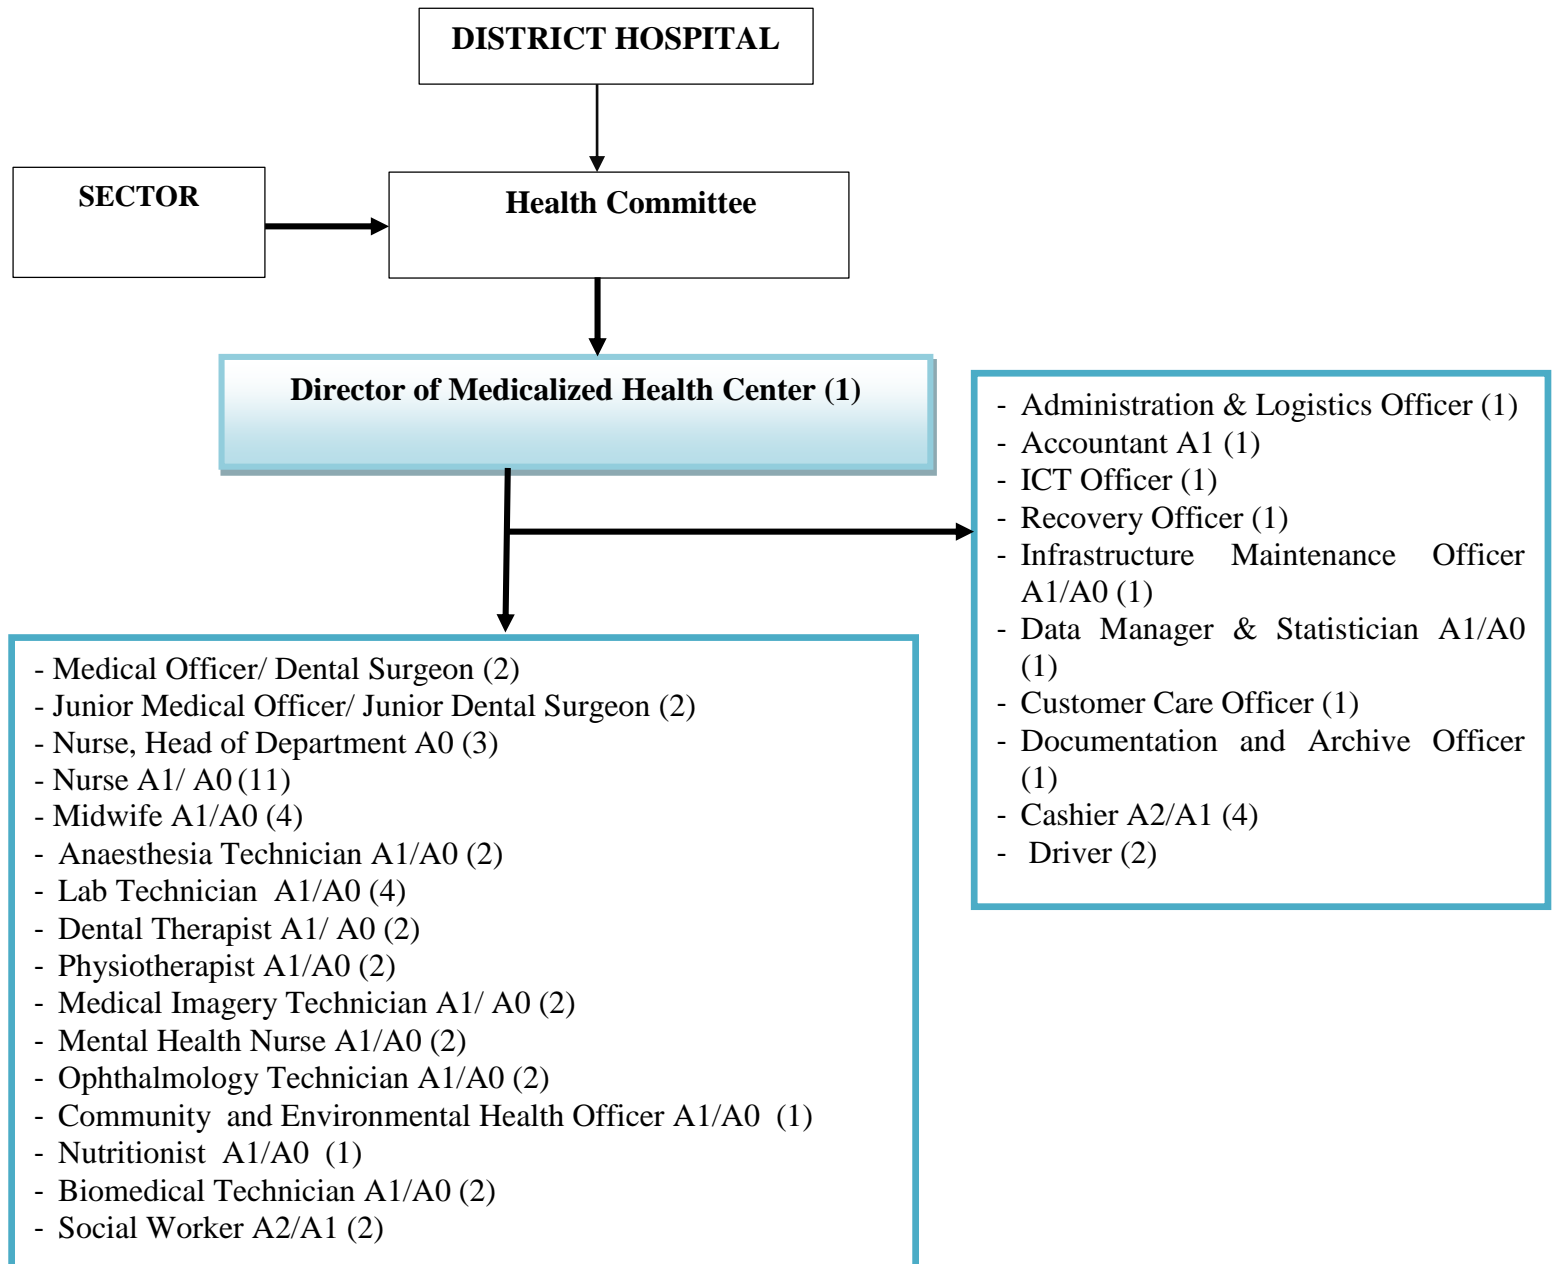 DISTRICT HOSPITAL
SECTOR
Health Committee
Director of Medicalized Health Center (1)
- Administration & Logistics Officer (1)
- Accountant A1 (1)
- ICT Officer (1)
- Recovery Officer (1)
- Infrastructure Maintenance Officer
A1/A0 (1)
- Data Manager & Statistician A1/A0
(1)
- Customer Care Officer (1)
- Documentation and Archive Officer
(1)
- Cashier A2/A1 (4)
- Driver (2)
- Medical Officer/ Dental Surgeon (2)
- Junior Medical Officer/ Junior Dental Surgeon (2)
- Nurse, Head of Department A0 (3)
- Nurse A1/ A0 (11)
- Midwife A1/A0 (4)
- Anaesthesia Technician A1/A0 (2)
- Lab Technician A1/A0 (4)
- Dental Therapist A1/ A0 (2)
- Physiotherapist A1/A0 (2)
- Medical Imagery Technician A1/ A0 (2)
- Mental Health Nurse A1/A0 (2)
- Ophthalmology Technician A1/A0 (2)
- Community and Environmental Health Officer A1/A0 (1)
- Nutritionist A1/A0 (1)
- Biomedical Technician A1/A0 (2)
- Social Worker A2/A1 (2)